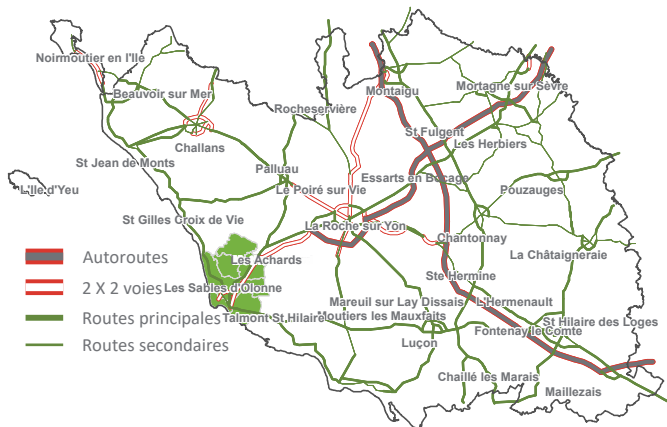 Noirmoutier en l'Ile
Beauvoir sur Mer
Challans
St Jean de Monts
L'Ile d'Yeu
St Gilles Croix de Vie
Rocheservière
Montaigu
Mortagne sur Sèvre
St Fulgent
Les Herbiers
Palluau
Le Poiré sur Vie
Essarts en Bocage
Pouzauges
La Roche sur Yon
Chantonnay
La Châtaigneraie
Les Achards
Ste Hermine
Les Sables d'Olonne
Mareuil sur Lay Dissais
L'Hermenault
Talmont St Hilaire
Moutiers les Mauxfaits
St Hilaire des Loges
Fontenay le Comte
Luçon
Chaillé les Marais
Maillezais
Autoroutes
2 X 2 voies
Routes principales
Routes secondaires